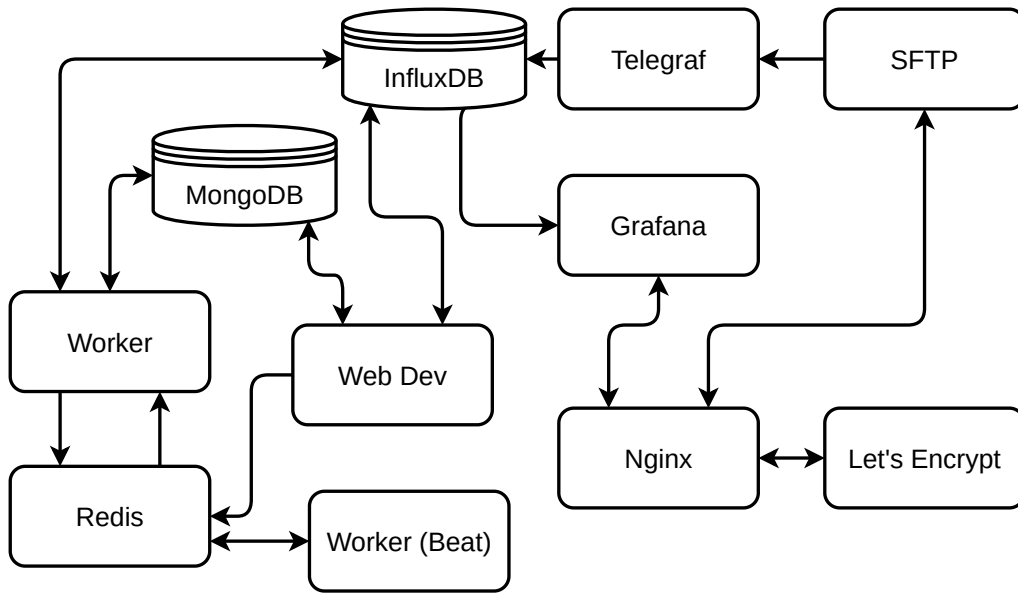 InfluxDB
Telegraf
SFTP
MongoDB
Grafana
Worker
Web Dev
Nginx
Let's Encrypt
Redis
Worker (Beat)